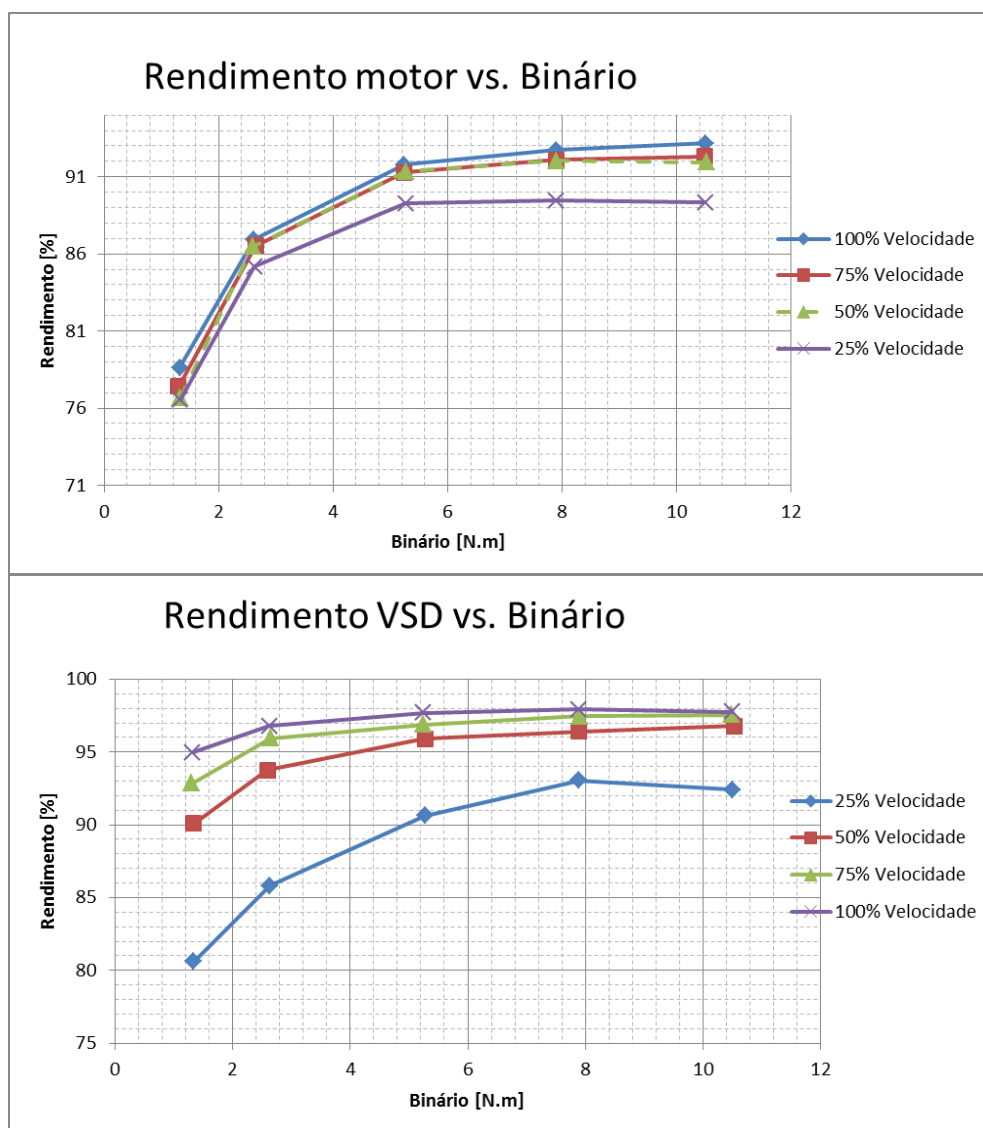 Rendimento motor vs. Binário
Rendimento [%]
91
86
81
76
71
0 2 4 6 8 10 12
Binário [N.m]
100% Velocidade
75% Velocidade
50% Velocidade
25% Velocidade
Rendimento VSD vs. Binário
Rendimento [%]
100
95
90
85
80
75
0 2 4 6 8 10 12
Binário [N.m]
25% Velocidade
50% Velocidade
75% Velocidade
100% Velocidade